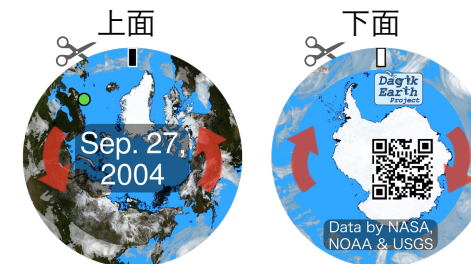 上面
下面
Dagik
Earth
Project
Sep. 27,
2004
Data by NASA,
NOAA & USGS